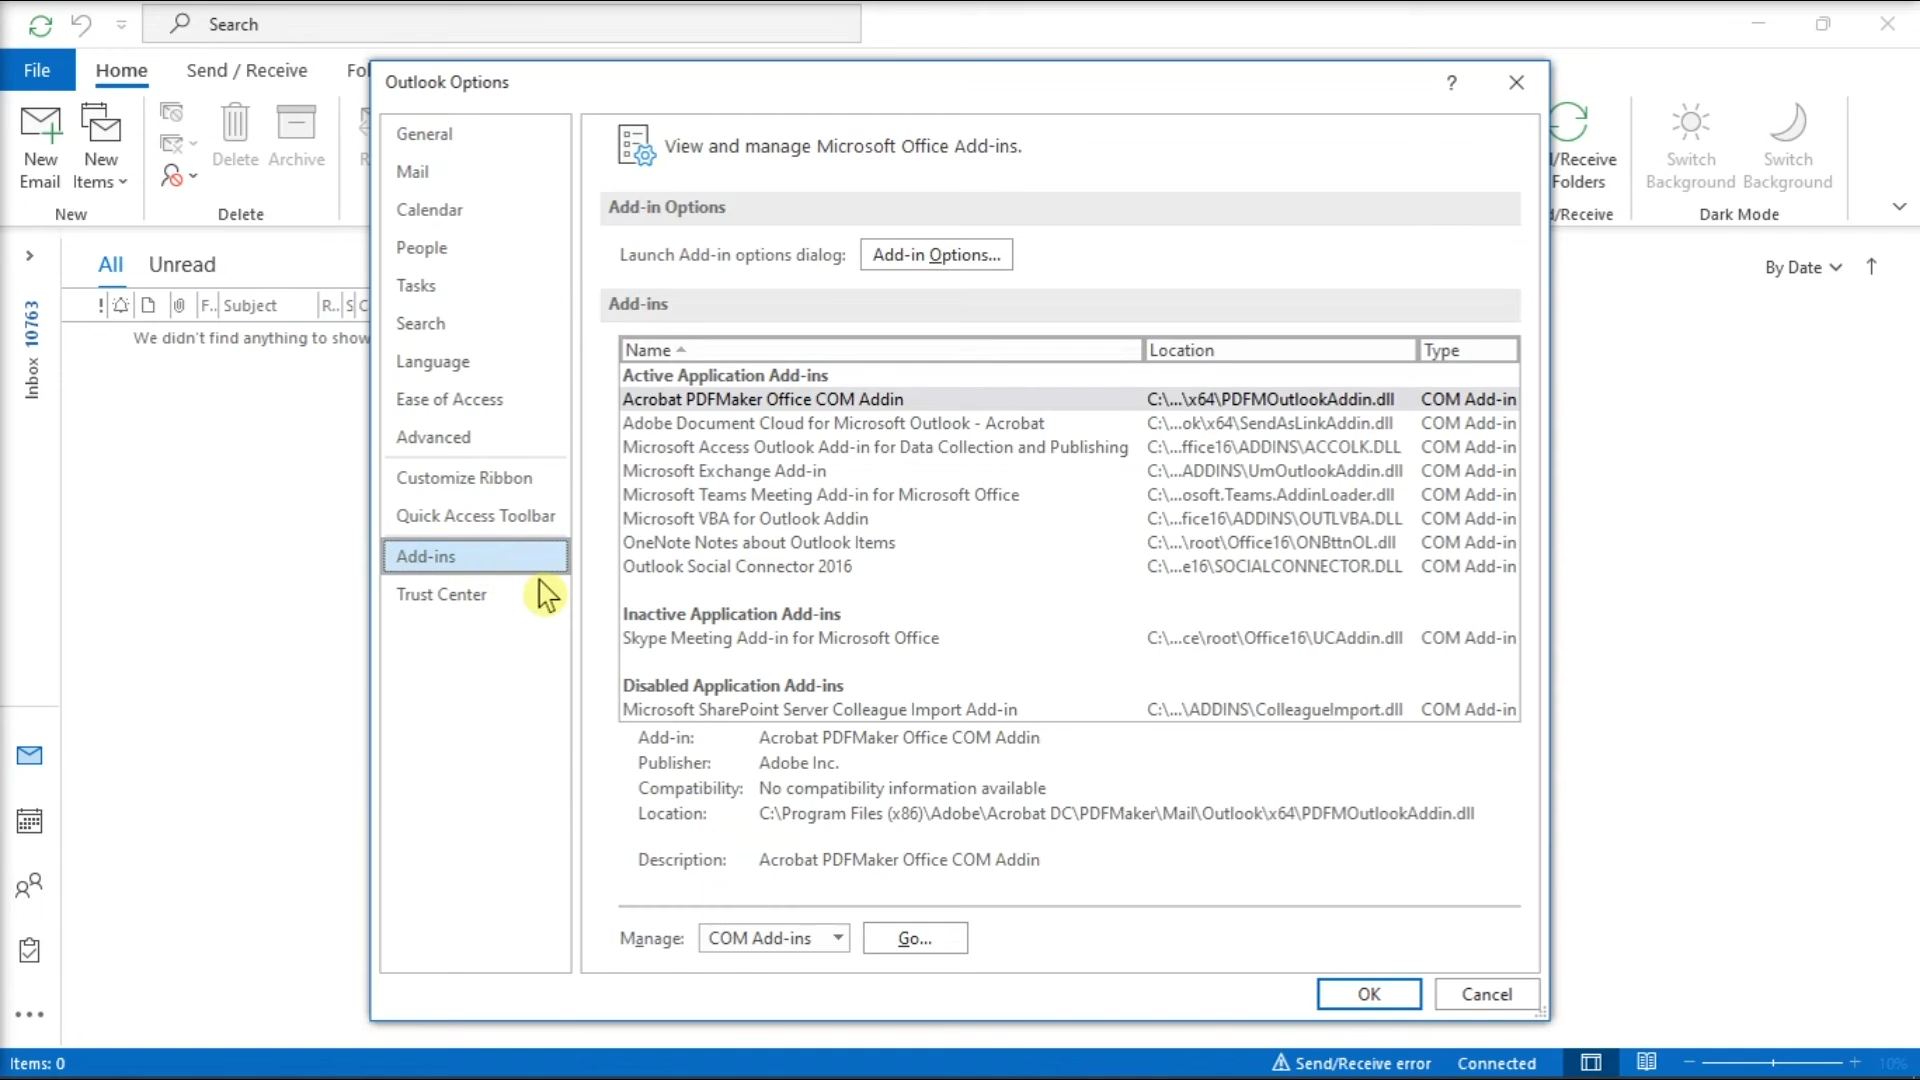 Search
File
Home
Send / Receive
Fol
New
Email
New
Items
New
Delete
Archive
Delete
R
/Receive
Folders
/Receive
Switch
Background
Switch
Background
Dark Mode
All
Unread
By Date
!
F..
Subject
R..
S
C
We didn't find anything to show
Inbox 10763
Outlook Options
?
General
Mail
Calendar
People
Tasks
Search
Language
Ease of Access
Advanced
Customize Ribbon
Quick Access Toolbar
Add-ins
Trust Center
View and manage Microsoft Office Add-ins.
Add-in Options
Launch Add-in options dialog: Add-in Options...
Add-ins
Name Location Type
Active Application Add-ins
Acrobat PDFMaker Office COM Addin C:\...\x64\PDFMOutlookAddin.dll COM Add-in
Adobe Document Cloud for Microsoft Outlook - Acrobat C:\...ok\x64\SendAsLinkAddin.dll COM Add-in
Microsoft Access Outlook Add-in for Data Collection and Publishing C:\...ffice16\ADDINS\ACCOLK.DLL COM Add-in
Microsoft Exchange Add-in C:\...ADDINS\UmOutlookAddin.dll COM Add-in
Microsoft Teams Meeting Add-in for Microsoft Office C:\...osoft.Teams.AddinLoader.dll COM Add-in
Microsoft VBA for Outlook Addin C:\...fice16\ADDINS\OUTLVBA.DLL COM Add-in
OneNote Notes about Outlook Items C:\...\root\Office16\ONBttnOL.dll COM Add-in
Outlook Social Connector 2016 C:\...e16\SOCIALCONNECTOR.DLL COM Add-in
Inactive Application Add-ins
Skype Meeting Add-in for Microsoft Office C:\...ce\root\Office16\UCAddin.dll COM Add-in
Disabled Application Add-ins
Microsoft SharePoint Server Colleague Import Add-in C:\...\ADDINS\ColleagueImport.dll COM Add-in
Add-in: Acrobat PDFMaker Office COM Addin
Publisher: Adobe Inc.
Compatibility: No compatibility information available
Location: C:\Program Files (x86)\Adobe\Acrobat DC\PDFMaker\Mail\Outlook\x64\PDFMOutlookAddin.dll
Description: Acrobat PDFMaker Office COM Addin
Manage: COM Add-ins Go...
OK Cancel
Items: 0
Send/Receive error
Connected
10%